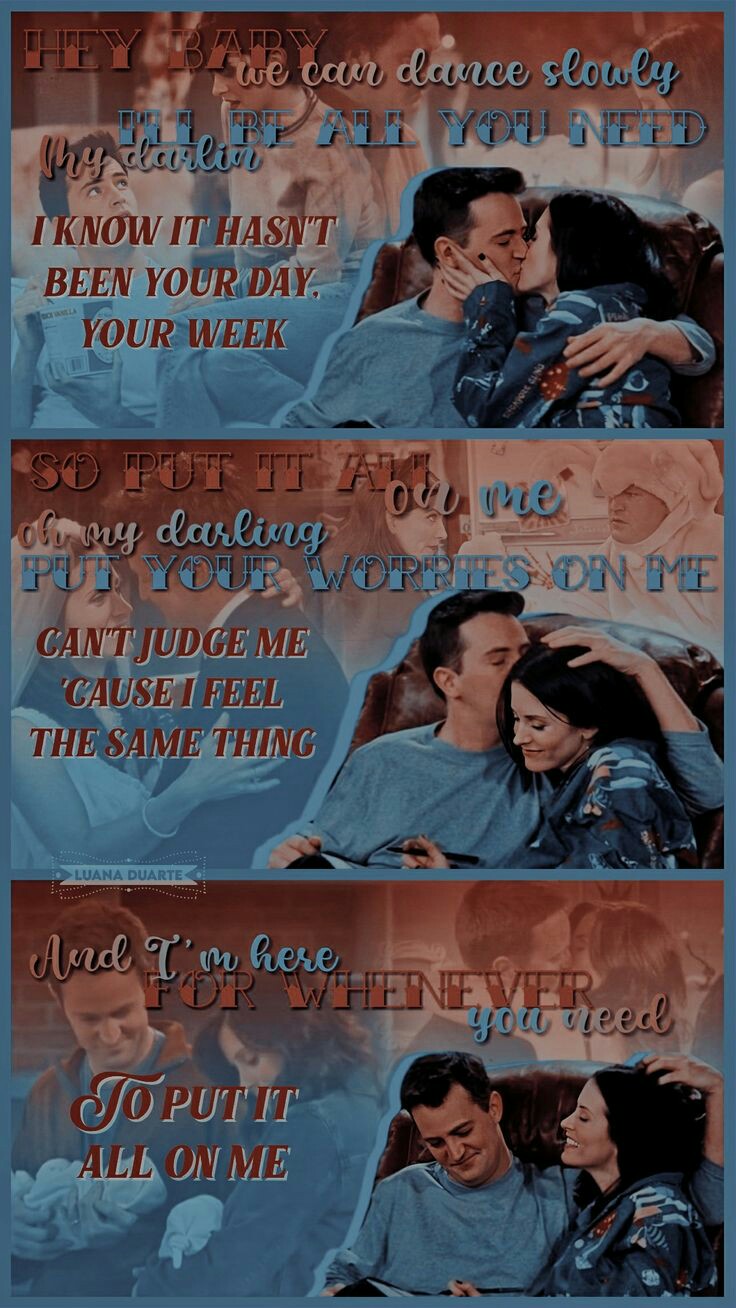 HEY BABY
we can dance slowly
I'LL BE ALL YOU NEED
My darlin'
I KNOW IT HASN'T
BEEN YOUR DAY,
YOUR WEEK
SO PUT IT ALL
on me
oh my darling
PUT YOUR WORRIES ON ME
CAN'T JUDGE ME
'CAUSE I FEEL
THE SAME THING
LUANA DUARTE
And I'm here
FOR WHENEVER
you need
TO PUT IT
ALL ON ME